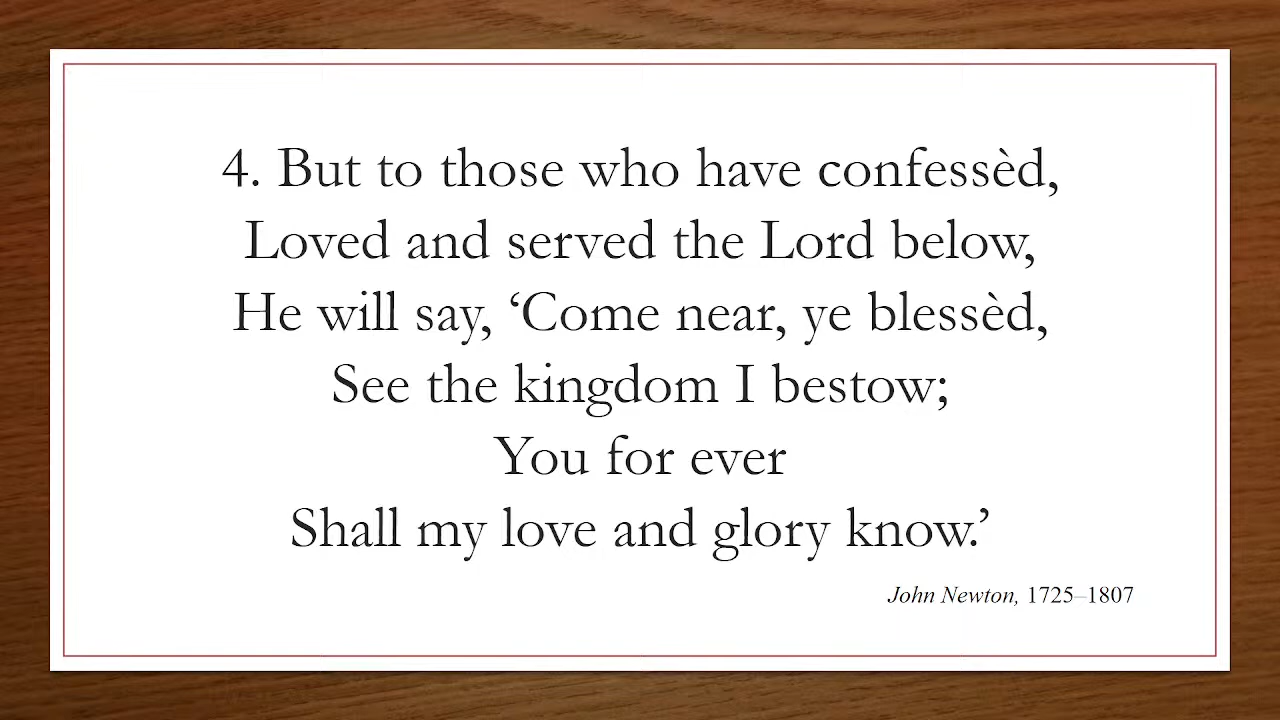 4. But to those who have confessèd,
Loved and served the Lord below,
He will say, ‘Come near, ye blessèd,
See the kingdom I bestow;
You for ever
Shall my love and glory know.’
John Newton, 1725–1807